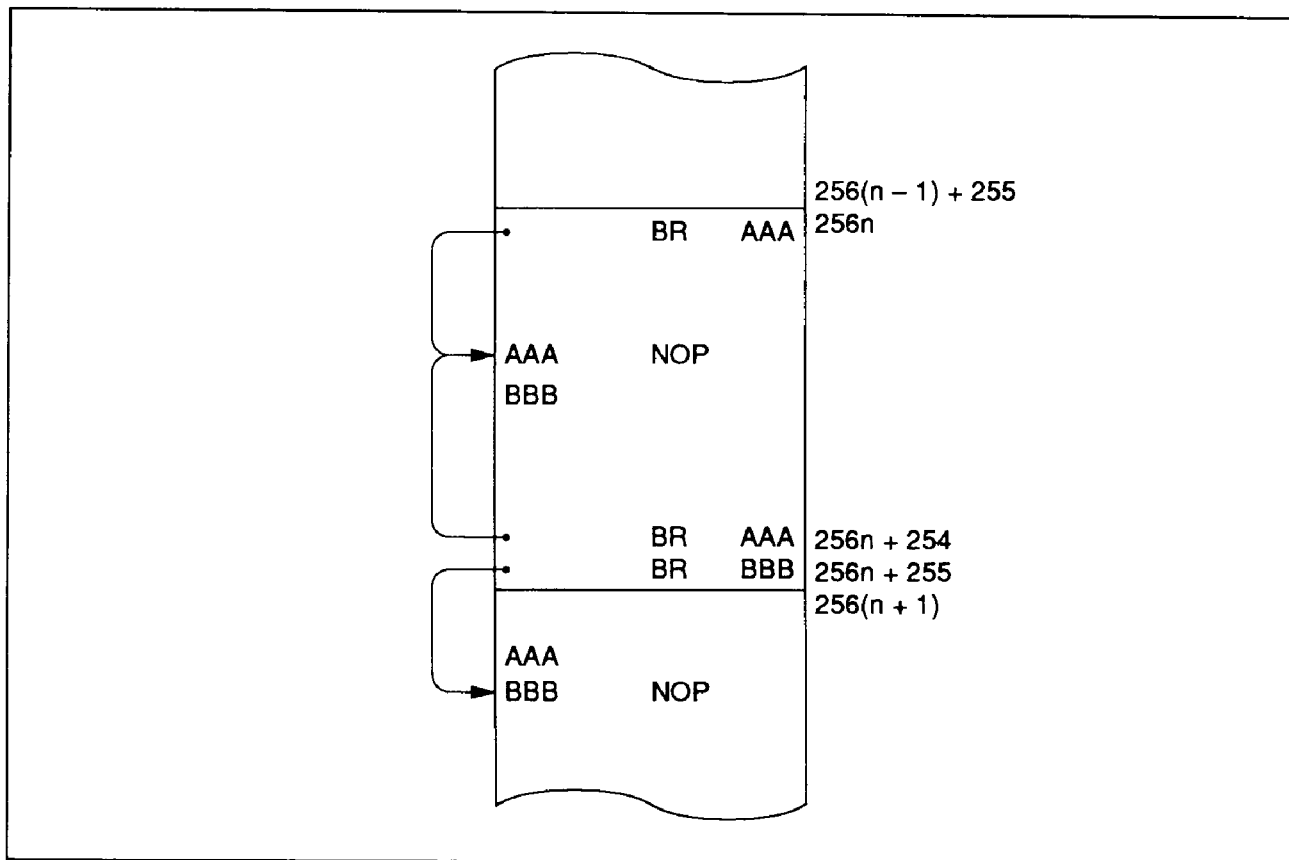 256(n – 1) + 255
BR AAA 256n
AAA NOP
BBB
BR AAA 256n + 254
BR BBB 256n + 255
256(n + 1)
AAA
BBB NOP